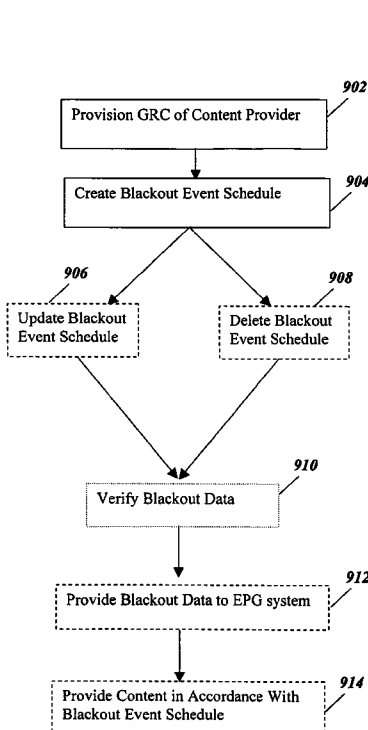 902
Provision GRC of Content Provider
904
Create Blackout Event Schedule
906
908
Update Blackout
Event Schedule
Delete Blackout
Event Schedule
910
Verify Blackout Data
912
Provide Blackout Data to EPG system
914
Provide Content in Accordance With
Blackout Event Schedule